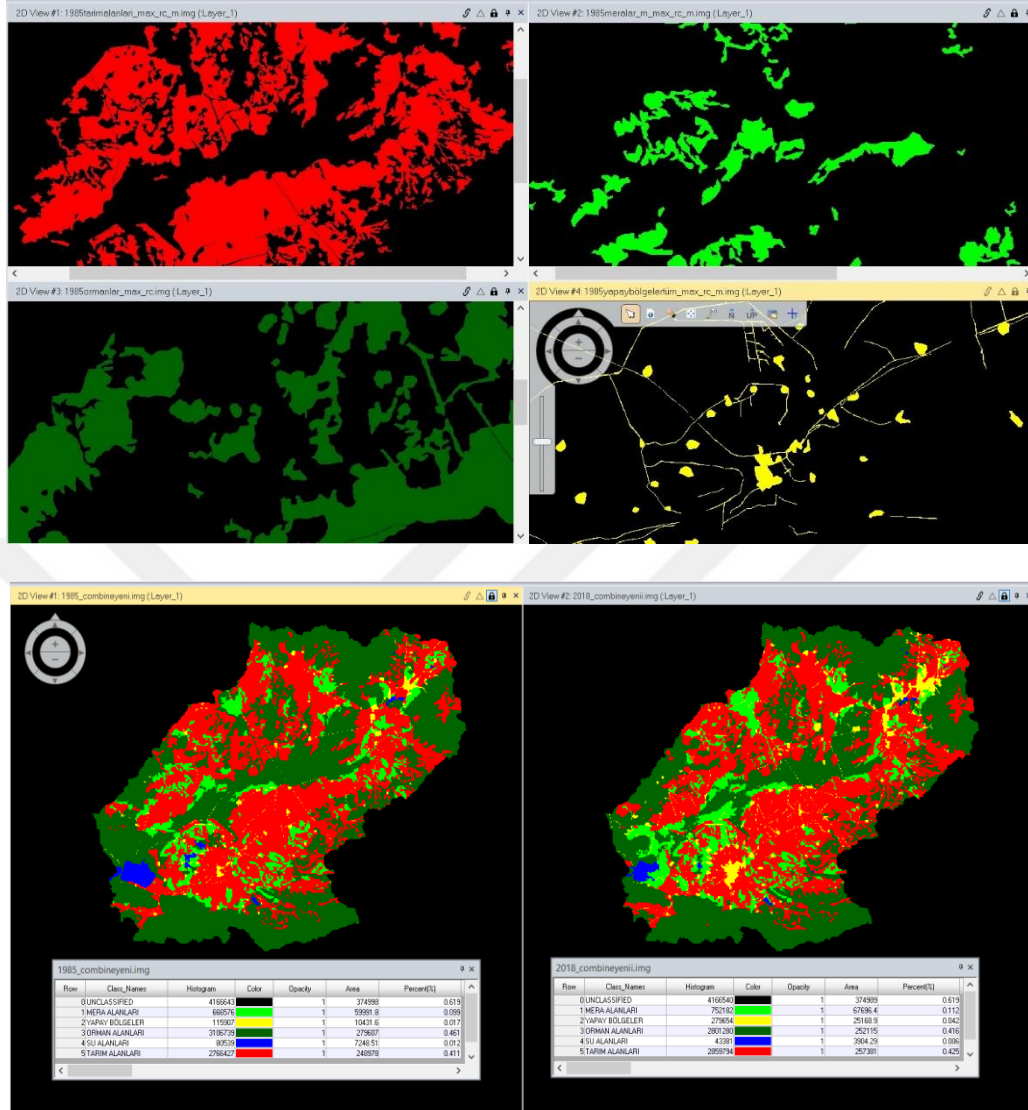 2D View #1: 1985tarimalanlari_max_rc_m.img (:Layer_1)
2D View #2: 1985meralar_m_max_rc_m.img (:Layer_1)
2D View #3: 1985ormanlar_max_rc.img (:Layer_1)
2D View #4: 1985yapaybölgelertüm_max_rc_m.img (:Layer_1)
N UP
2D View #1: 1985_combineyeni.img (:Layer_1)
2D View #2: 2018_combineyenii.img (:Layer_1)
1985_combineyeni.img
Row Class_Names Histogram Color Opacity Area Percent(%)
0 UNCLASSIFIED 4166643 1 374998 0.619
1 MERA ALANLARI 666576 1 59991.8 0.099
2 YAPAY BÖLGELER 115907 1 10431.6 0.017
3 ORMAN ALANLARI 3106739 1 279607 0.461
4 SU ALANLARI 80539 1 7248.51 0.012
5 TARIM ALANLARI 2766427 1 248978 0.411
2018_combineyenii.img
Row Class_Names Histogram Color Opacity Area Percent(%)
0 UNCLASSIFIED 4166540 1 374989 0.619
1 MERA ALANLARI 752182 1 67696.4 0.112
2 YAPAY BÖLGELER 279654 1 25168.9 0.042
3 ORMAN ALANLARI 2801280 1 252115 0.416
4 SU ALANLARI 43381 1 3904.29 0.006
5 TARIM ALANLARI 2859794 1 257381 0.425